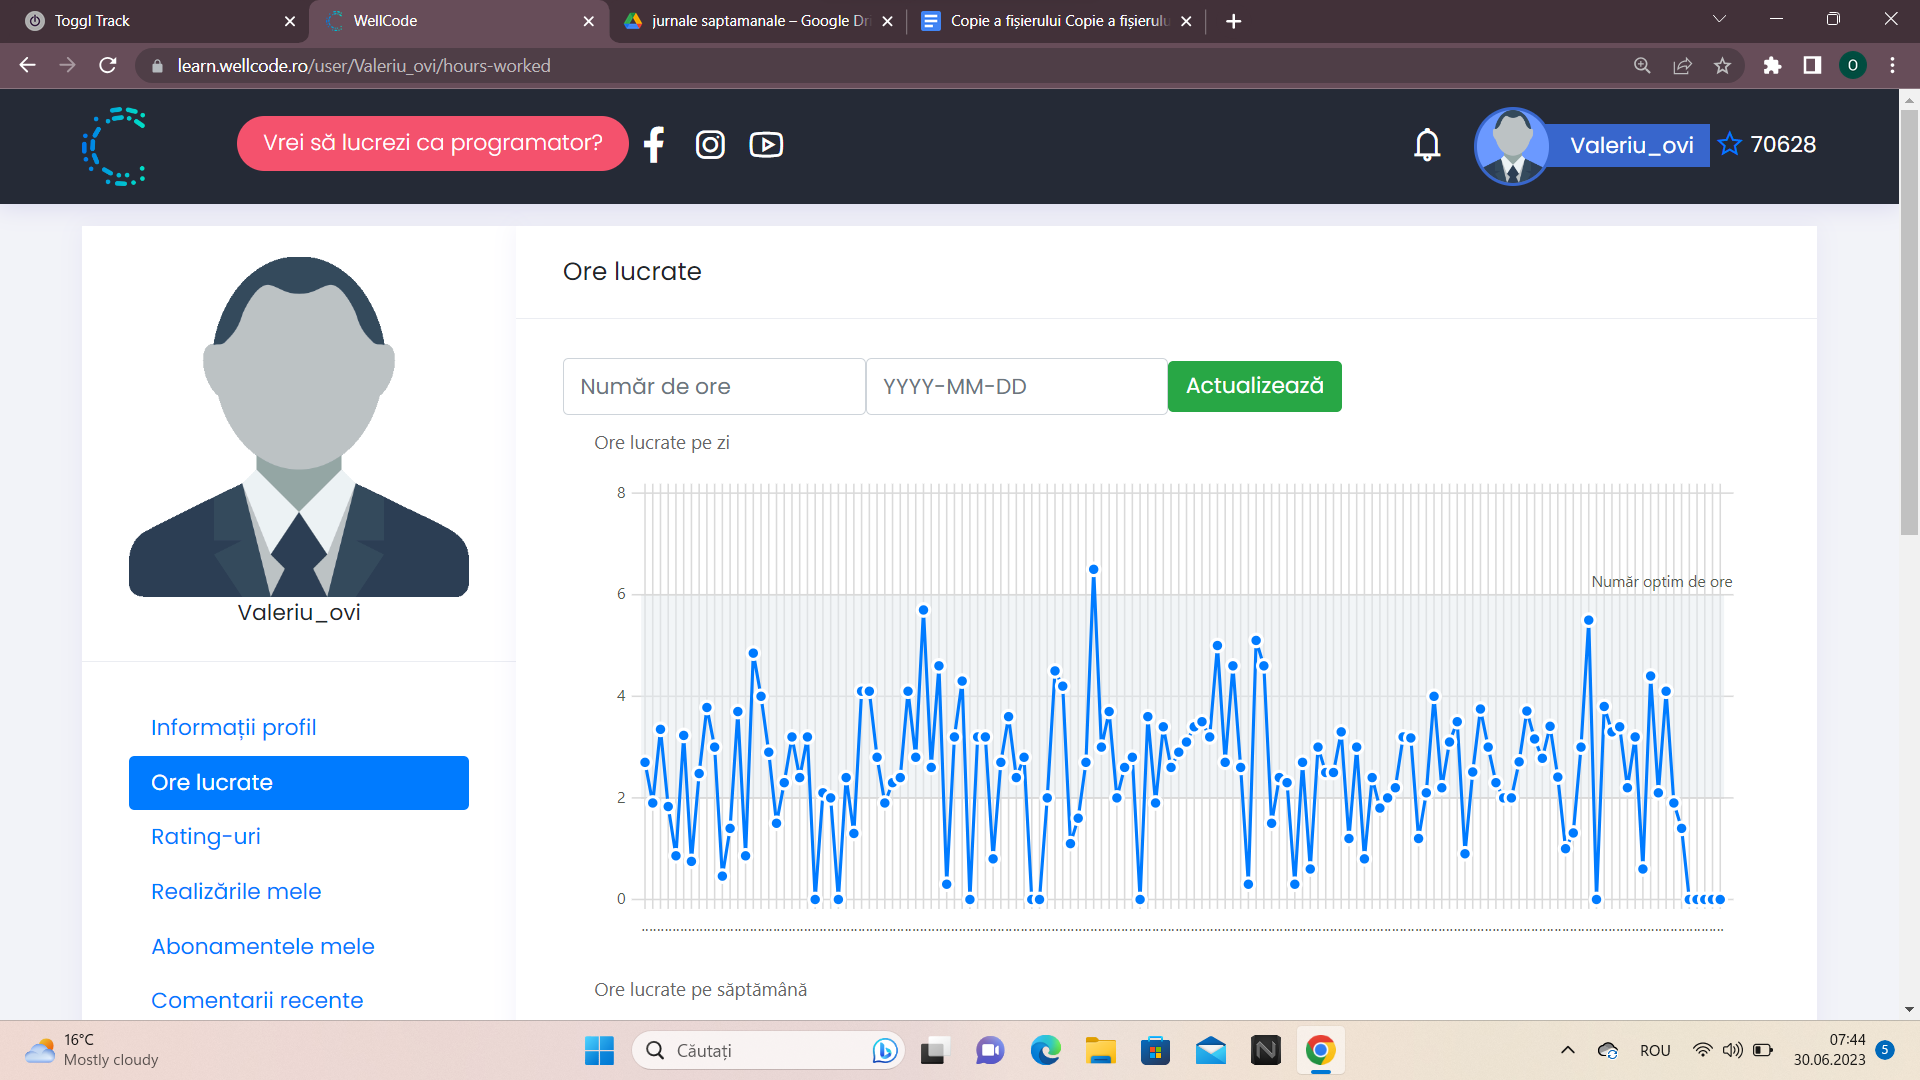 Toggl Track
WellCode
jurnale saptamanale – Google Dri
Copie a fișierului Copie a fișierulu
learn.wellcode.ro/user/Valeriu_ovi/hours-worked
O
Vrei să lucrezi ca programator?
Valeriu_ovi
70628
Valeriu_ovi
Informații profil
Ore lucrate
Rating-uri
Realizările mele
Abonamentele mele
Comentarii recente
Ore lucrate
Număr de ore
YYYY-MM-DD
Actualizează
Ore lucrate pe zi
8
Număr optim de ore
6
4
2
0
Ore lucrate pe săptămână
16°C
Mostly cloudy
Căutați
ROU
07:44
30.06.2023
5